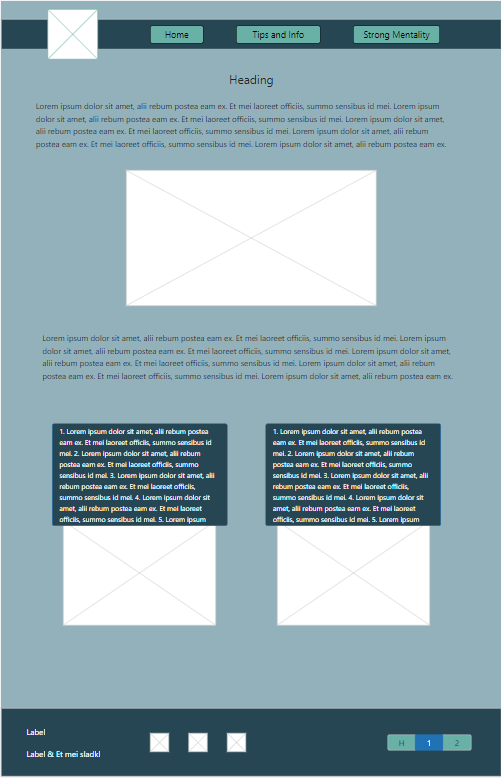 Home Tips and Info Strong Mentality
Heading
Lorem ipsum dolor sit amet, alii rebum postea eam ex. Et mei laoreet officiis, summo sensibus id mei. Lorem ipsum
dolor sit amet, alii rebum postea eam ex. Et mei laoreet officiis, summo sensibus id mei. Lorem ipsum dolor sit amet,
alii rebum postea eam ex. Et mei laoreet officiis, summo sensibus id mei. Lorem ipsum dolor sit amet, alii rebum
postea eam ex. Et mei laoreet officiis, summo sensibus id mei. Lorem ipsum dolor sit amet, alii rebum postea eam ex.
Lorem ipsum dolor sit amet, alii rebum postea eam ex. Et mei laoreet officiis, summo sensibus id mei. Lorem ipsum
dolor sit amet, alii rebum postea eam ex. Et mei laoreet officiis, summo sensibus id mei. Lorem ipsum dolor sit amet,
alii rebum postea eam ex. Et mei laoreet officiis, summo sensibus id mei. Lorem ipsum dolor sit amet, alii rebum
postea eam ex. Et mei laoreet officiis, summo sensibus id mei. Lorem ipsum dolor sit amet, alii rebum postea eam ex.
1. Lorem ipsum dolor sit amet, alii rebum postea
eam ex. Et mei laoreet officiis, summo sensibus id
mei. 2. Lorem ipsum dolor sit amet, alii rebum
postea eam ex. Et mei laoreet officiis, summo
sensibus id mei. 3. Lorem ipsum dolor sit amet, alii
rebum postea eam ex. Et mei laoreet officiis,
summo sensibus id mei. 4. Lorem ipsum dolor sit
amet, alii rebum postea eam ex. Et mei laoreet
officiis, summo sensibus id mei. 5. Lorem ipsum
1. Lorem ipsum dolor sit amet, alii rebum postea
eam ex. Et mei laoreet officiis, summo sensibus id
mei. 2. Lorem ipsum dolor sit amet, alii rebum
postea eam ex. Et mei laoreet officiis, summo
sensibus id mei. 3. Lorem ipsum dolor sit amet, alii
rebum postea eam ex. Et mei laoreet officiis,
summo sensibus id mei. 4. Lorem ipsum dolor sit
amet, alii rebum postea eam ex. Et mei laoreet
officiis, summo sensibus id mei. 5. Lorem ipsum
Label
H 1 2
Label & Et mei sladkl